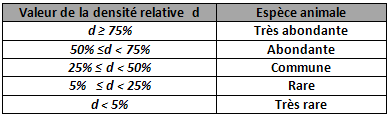 Valeur de la densité relative d Espèce animale
d ≥ 75% Très abondante
50% ≤d < 75% Abondante
25% ≤ d < 50% Commune
5% ≤ d < 25% Rare
d < 5% Très rare